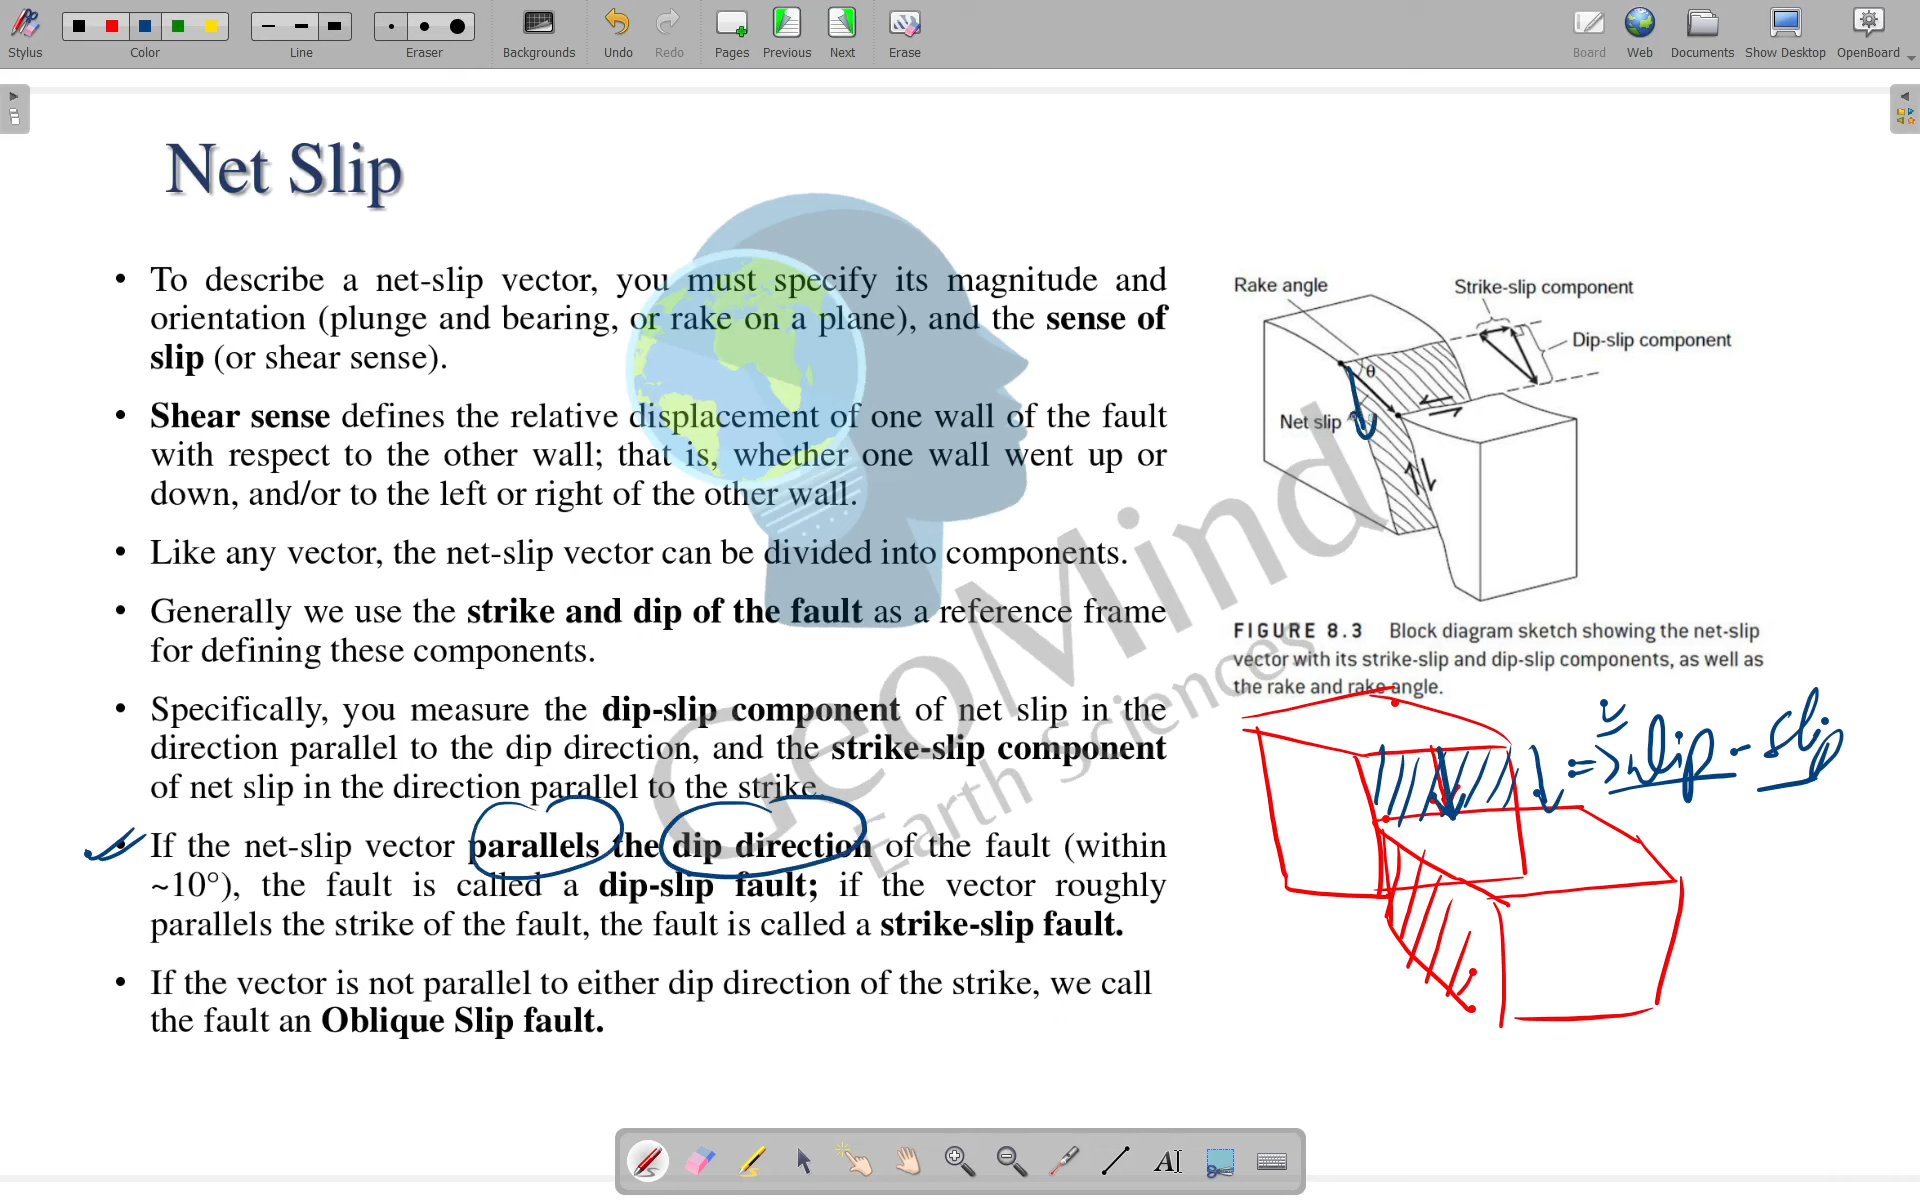 Stylus
Color
Line
Eraser
Backgrounds
Undo
Redo
Pages
Previous
Next
Erase
Board
Web
Documents
Show Desktop
OpenBoard
Net Slip
• To describe a net-slip vector, you must specify its magnitude and
orientation (plunge and bearing, or rake on a plane), and the sense of
slip (or shear sense).
• Shear sense defines the relative displacement of one wall of the fault
with respect to the other wall; that is, whether one wall went up or
down, and/or to the left or right of the other wall.
• Like any vector, the net-slip vector can be divided into components.
• Generally we use the strike and dip of the fault as a reference frame
for defining these components.
• Specifically, you measure the dip-slip component of net slip in the
direction parallel to the dip direction, and the strike-slip component
of net slip in the direction parallel to the strike.
• If the net-slip vector parallels the dip direction of the fault (within
~10°), the fault is called a dip-slip fault; if the vector roughly
parallels the strike of the fault, the fault is called a strike-slip fault.
• If the vector is not parallel to either dip direction of the strike, we call
the fault an Oblique Slip fault.
Rake angle
Strike-slip component
Dip-slip component
θ
Net slip
FIGURE 8.3 Block diagram sketch showing the net-slip
vector with its strike-slip and dip-slip components, as well as
the rake and rake angle.
slip
GeoMind
Earth Sciences